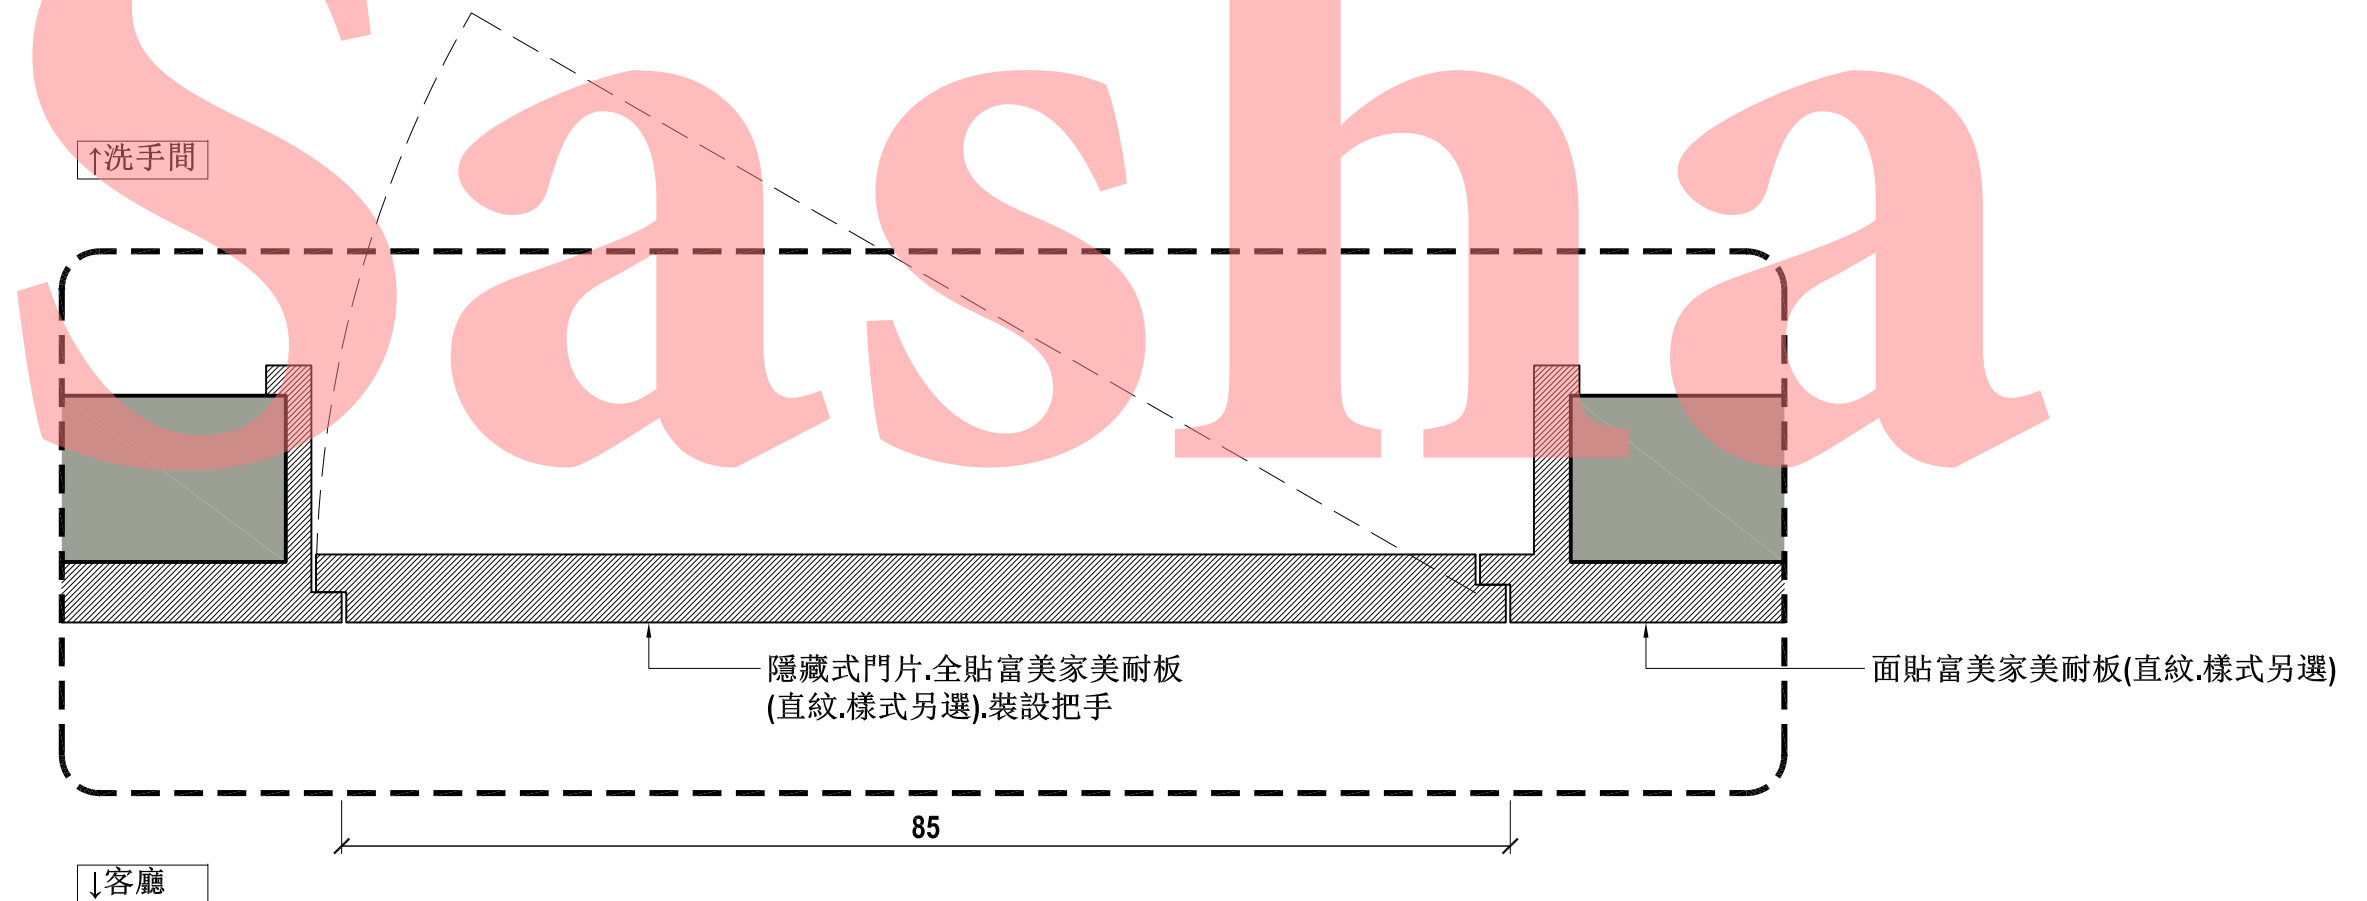 Sasha
↑洗手間
隱藏式門片.全貼富美家美耐板
(直紋.樣式另選).裝設把手
面貼富美家美耐板(直紋.樣式另選)
85
↓客廳